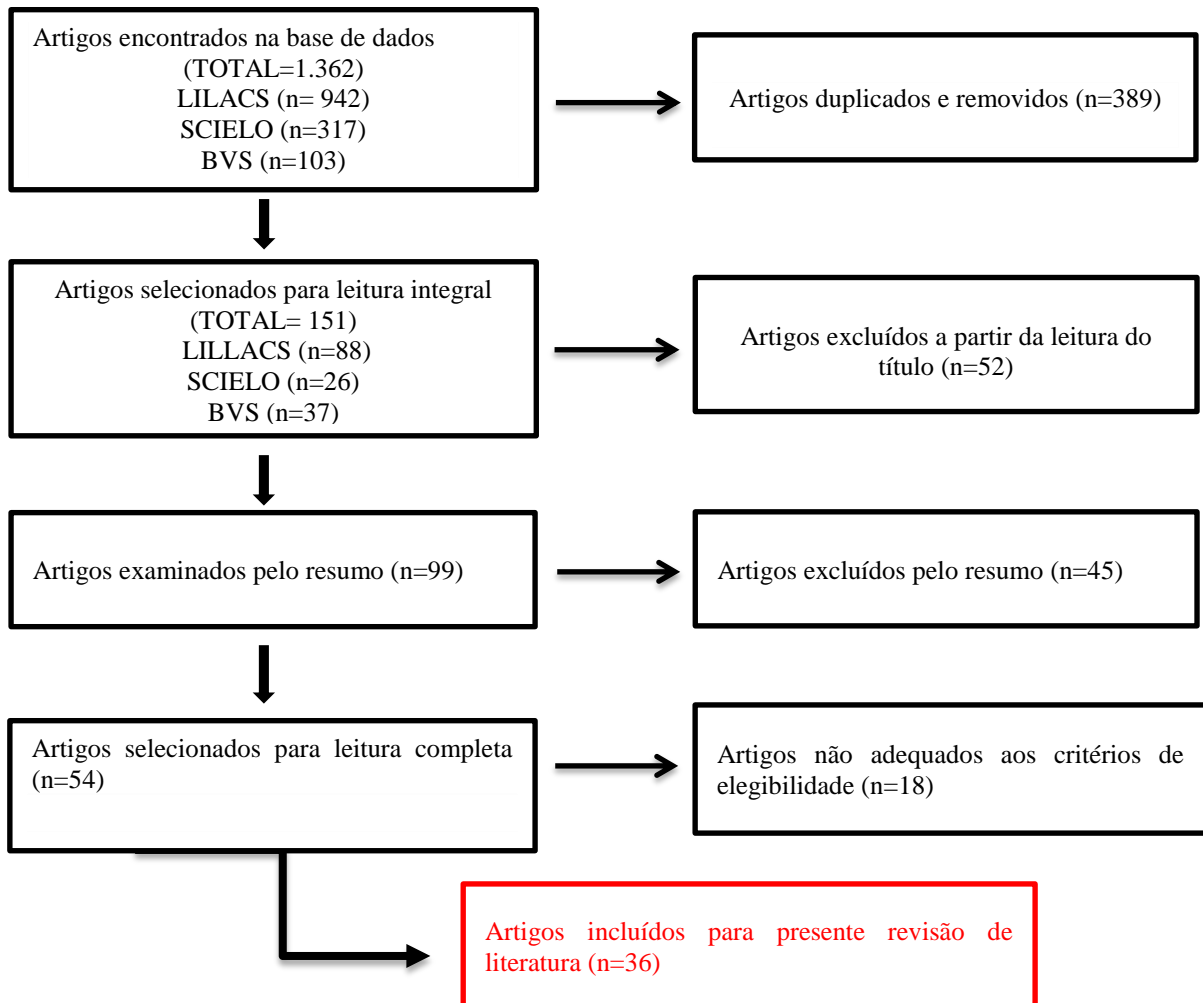 Artigos encontrados na base de dados
(TOTAL=1.362)
LILACS (n= 942)
SCIELO (n=317)
BVS (n=103)
Artigos duplicados e removidos (n=389)
Artigos selecionados para leitura integral
(TOTAL= 151)
LILLACS (n=88)
SCIELO (n=26)
BVS (n=37)
Artigos excluídos a partir da leitura do
título (n=52)
Artigos examinados pelo resumo (n=99)
Artigos excluídos pelo resumo (n=45)
Artigos selecionados para leitura completa
(n=54)
Artigos não adequados aos critérios de
elegibilidade (n=18)
Artigos incluídos para presente revisão de
literatura (n=36)